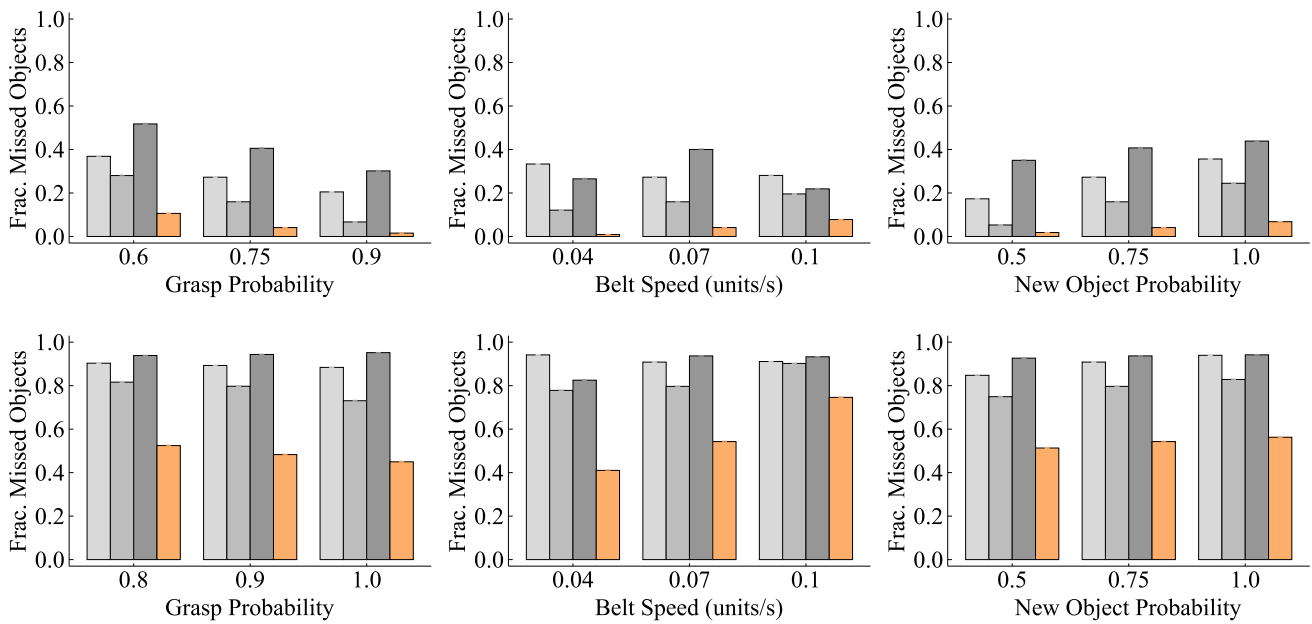 Frac. Missed Objects
1.0
0.8
0.6
0.4
0.2
0.0
0.6 0.75 0.9
Grasp Probability
Frac. Missed Objects
1.0
0.8
0.6
0.4
0.2
0.0
0.04 0.07 0.1
Belt Speed (units/s)
Frac. Missed Objects
1.0
0.8
0.6
0.4
0.2
0.0
0.5 0.75 1.0
New Object Probability
Frac. Missed Objects
1.0
0.8
0.6
0.4
0.2
0.0
0.8 0.9 1.0
Grasp Probability
Frac. Missed Objects
1.0
0.8
0.6
0.4
0.2
0.0
0.04 0.07 0.1
Belt Speed (units/s)
Frac. Missed Objects
1.0
0.8
0.6
0.4
0.2
0.0
0.5 0.75 1.0
New Object Probability